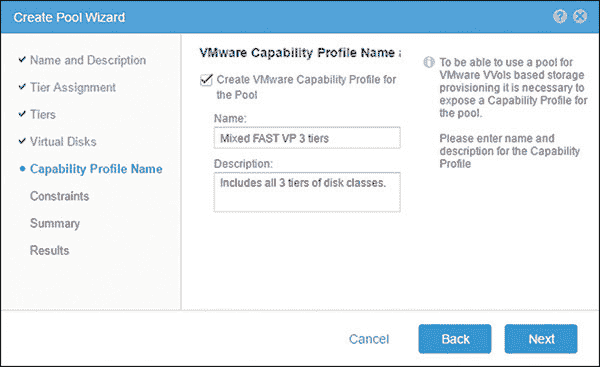 Create Pool Wizard
Name and Description
Tier Assignment
Tiers
Virtual Disks
Capability Profile Name
Constraints
Summary
Results
VMware Capability Profile Name
Create VMware Capability Profile for
the Pool
Name:
Mixed FAST VP 3 tiers
Description:
Includes all 3 tiers of disk classes.
To be able to use a pool for
VMware VVols based storage
provisioning it is necessary to
expose a Capability Profile for
the pool.
Please enter name and
description for the Capability
Profile
Cancel
Back
Next